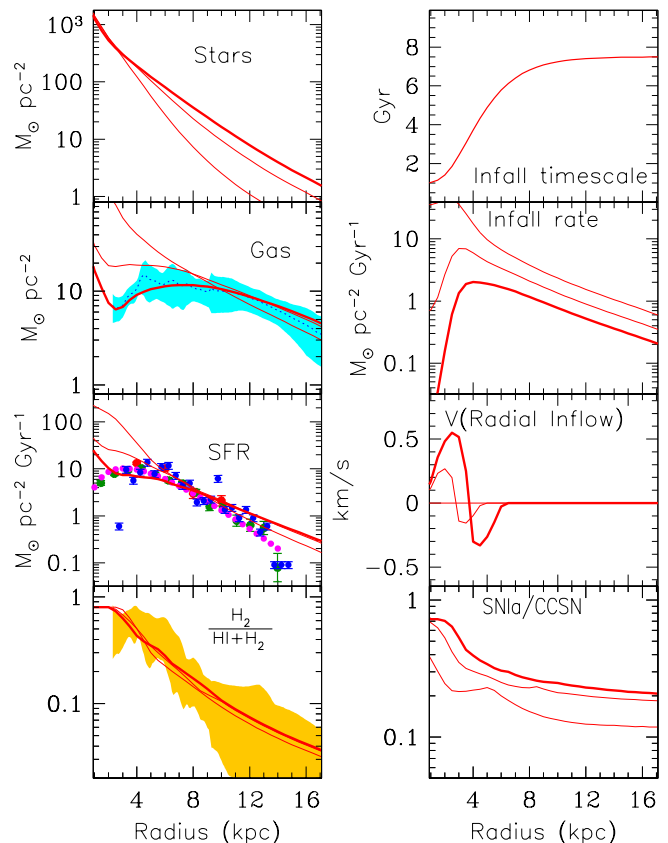 Stars
M⊙ pc⁻²
10³
100
10
1
Gas
M⊙ pc⁻²
10
1
SFR
M⊙ pc⁻² Gyr⁻¹
100
10
1
0.1
H₂
HI+H₂
1
0.1
4 8 12 16
Radius (kpc)
Infall timescale
Gyr
8
6
4
2
Infall rate
M⊙ pc⁻² Gyr⁻¹
10
1
0.1
V(Radial Inflow)
km/s
0.5
0
−0.5
SNIa/CCSN
1
0.1
4 8 12 16
Radius (kpc)